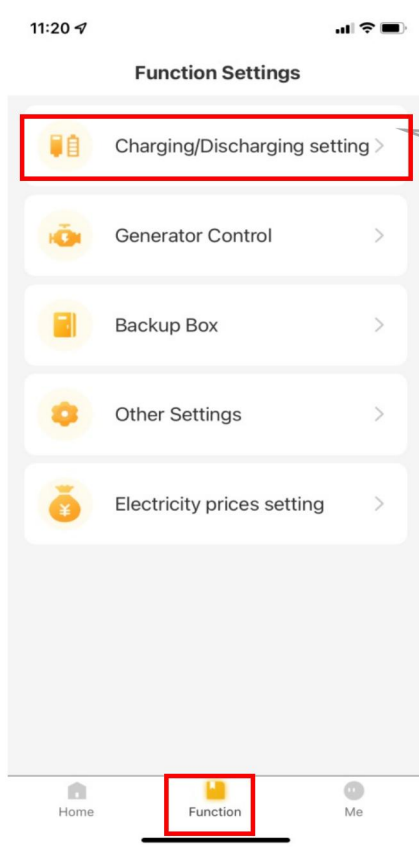 11:20
Function Settings
Charging/Discharging setting
Generator Control
Backup Box
Other Settings
¥
Electricity prices setting
Home
Function
Me